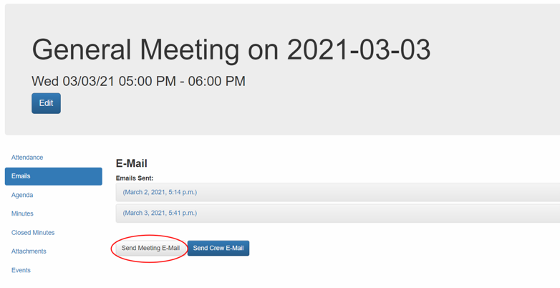 General Meeting on 2021-03-03
Wed 03/03/21 05:00 PM - 06:00 PM
Edit
Attendance
Emails
Agenda
Minutes
Closed Minutes
Attachments
Events
E-Mail
Emails Sent:
(March 2, 2021, 5:14 p.m.)
(March 3, 2021, 5:41 p.m.)
Send Meeting E-Mail Send Crew E-Mail